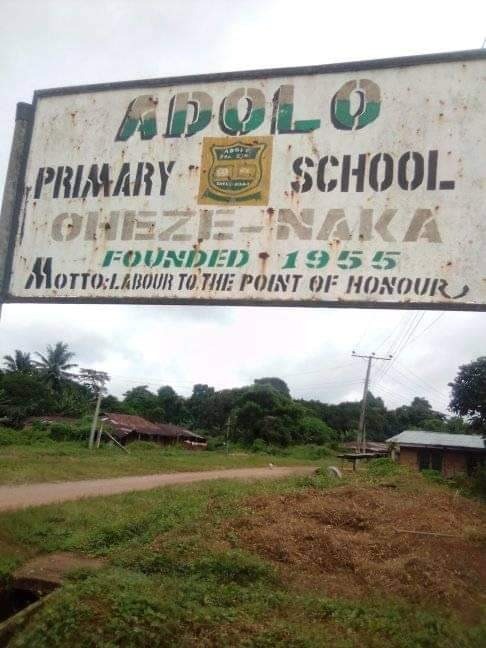 ADOLO
PRIMARY SCHOOL
OHEZE-NAKA
FOUNDED 1955
MOTTO: LABOUR TO THE POINT OF HONOUR